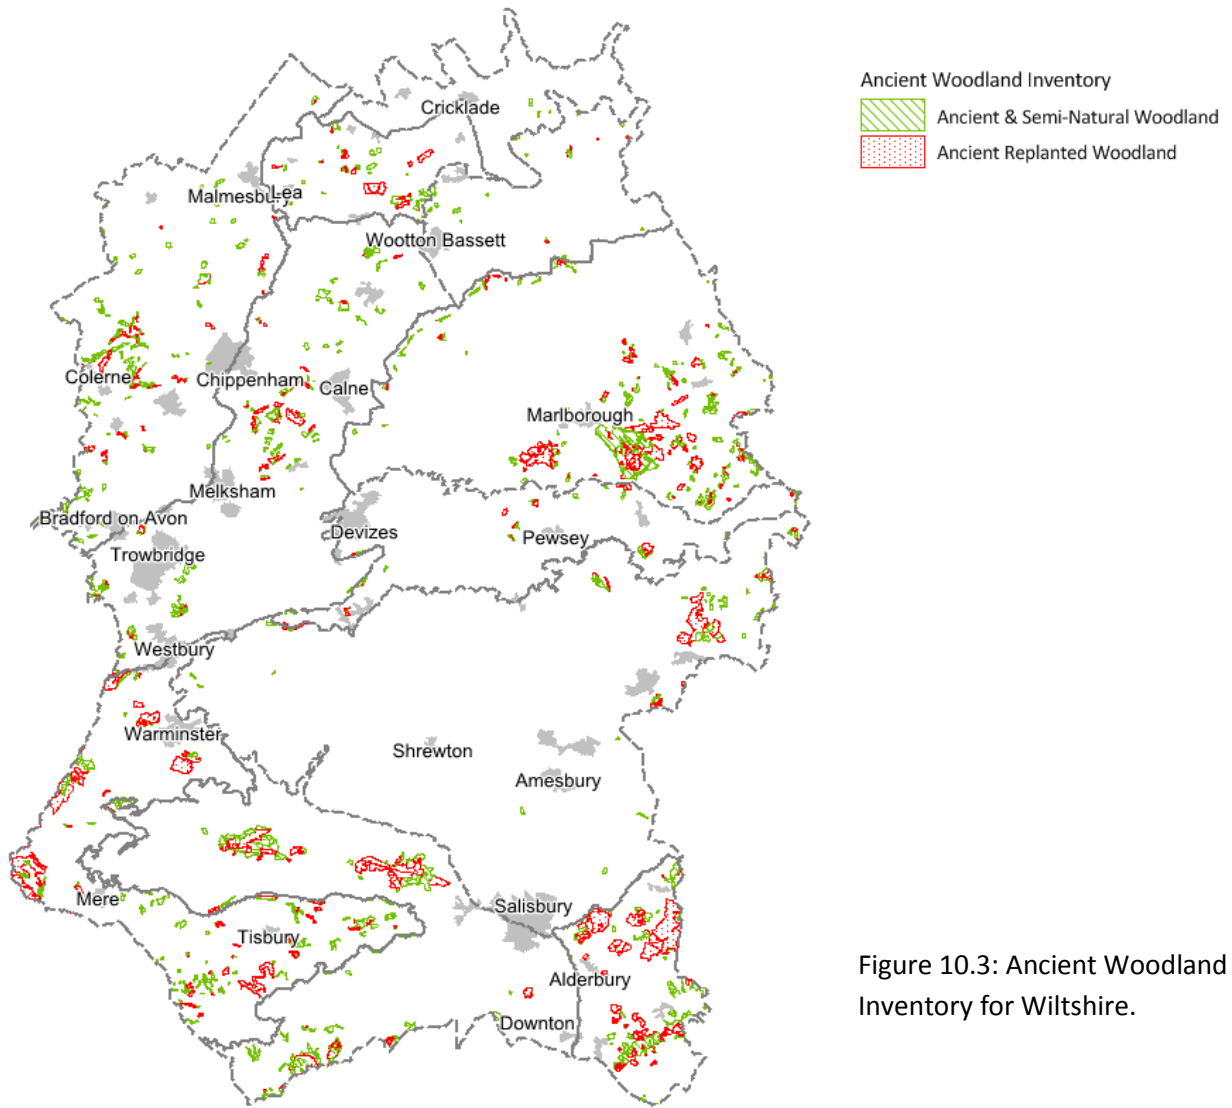 Ancient Woodland Inventory
Ancient & Semi-Natural Woodland
Ancient Replanted Woodland
Cricklade
Malmesbury
Lea
Wootton Bassett
Colerne
Chippenham
Calne
Marlborough
Melksham
Bradford on Avon
Devizes
Pewsey
Trowbridge
Westbury
Warminster
Shrewton
Amesbury
Mere
Salisbury
Tisbury
Alderbury
Downton
Figure 10.3: Ancient Woodland
Inventory for Wiltshire.